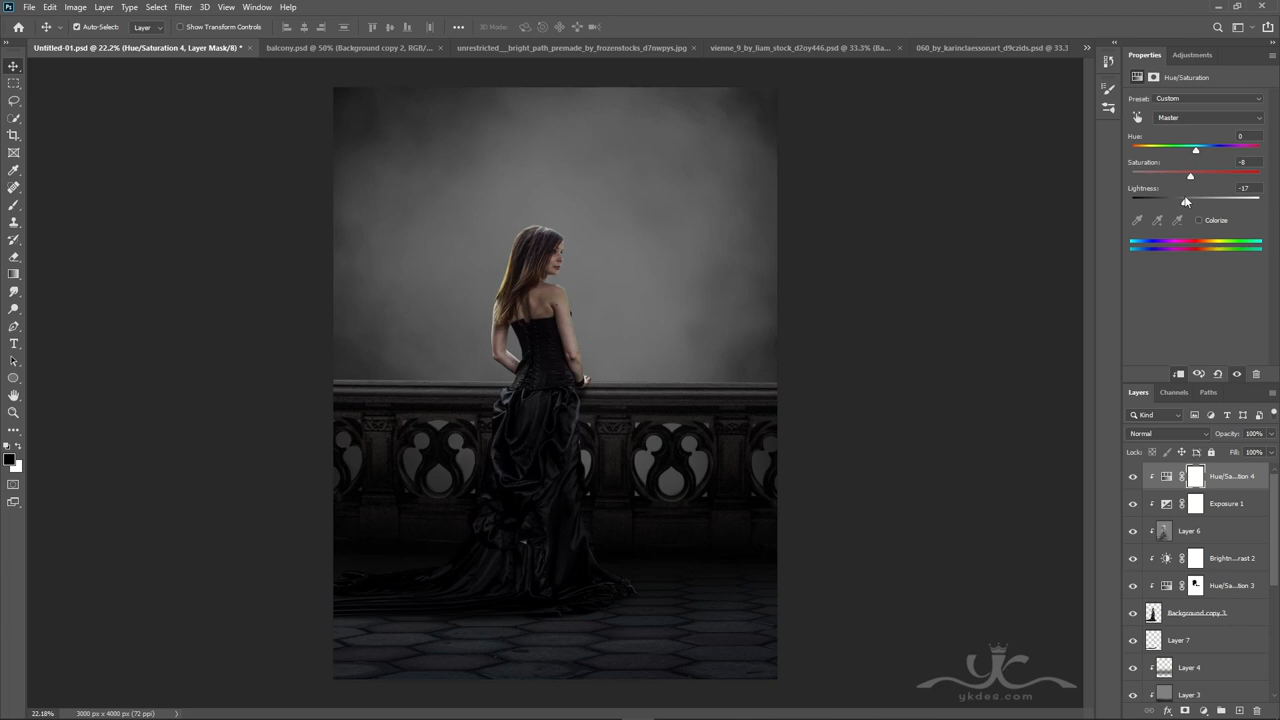 File Edit Image Layer Type Select Filter 3D View Window Help
Auto-Select: Layer Show Transform Controls 3D Mode:
Untitled-01.psd @ 22.2% (Hue/Saturation 4, Layer Mask/8) * × balcony.psd @ 50% (Background copy 2, RGB/... × unrestricted__bright_path_premade_by_frozenstocks_d7nwpys.jpg × vienne_9_by_liam_stock_d2oy446.psd @ 33.3% (Ba... × 060_by_karinclaessonart_d9czids.psd @ 33.3
Properties Adjustments
Hue/Saturation
Preset: Custom
Master
Hue: 0
Saturation: -8
Lightness: -17
Colorize
Layers Channels Paths
Kind
Normal Opacity: 100%
Lock: Fill: 100%
Hue/Sa...tion 4
Exposure 1
Layer 6
Brightn...rast 2
Hue/Sa...tion 3
Background copy 3
Layer 7
Layer 4
Layer 3
yc
ykdes.com
22.18% 3000 px x 4000 px (72 ppi)